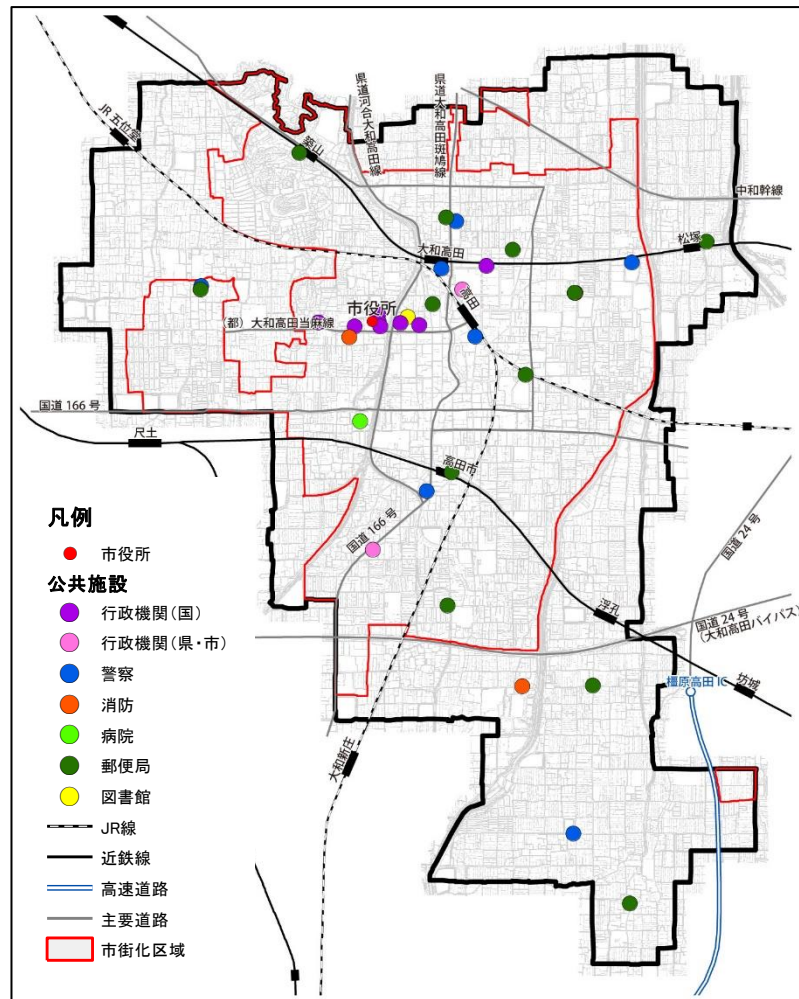 県道河合大和高田線
県道大和高田斑鳩線
JR 五位堂
築山
中和幹線
大和高田
松塚
高田
市役所
(都)大和高田当麻線
国道 166 号
尺土
高田市
国道 166 号
国道 24 号
浮孔
国道 24 号
(大和高田バイパス)
坊城
橿原高田 IC
大和新庄
凡例
市役所
公共施設
行政機関(国)
行政機関(県・市)
警察
消防
病院
郵便局
図書館
JR線
近鉄線
高速道路
主要道路
市街化区域